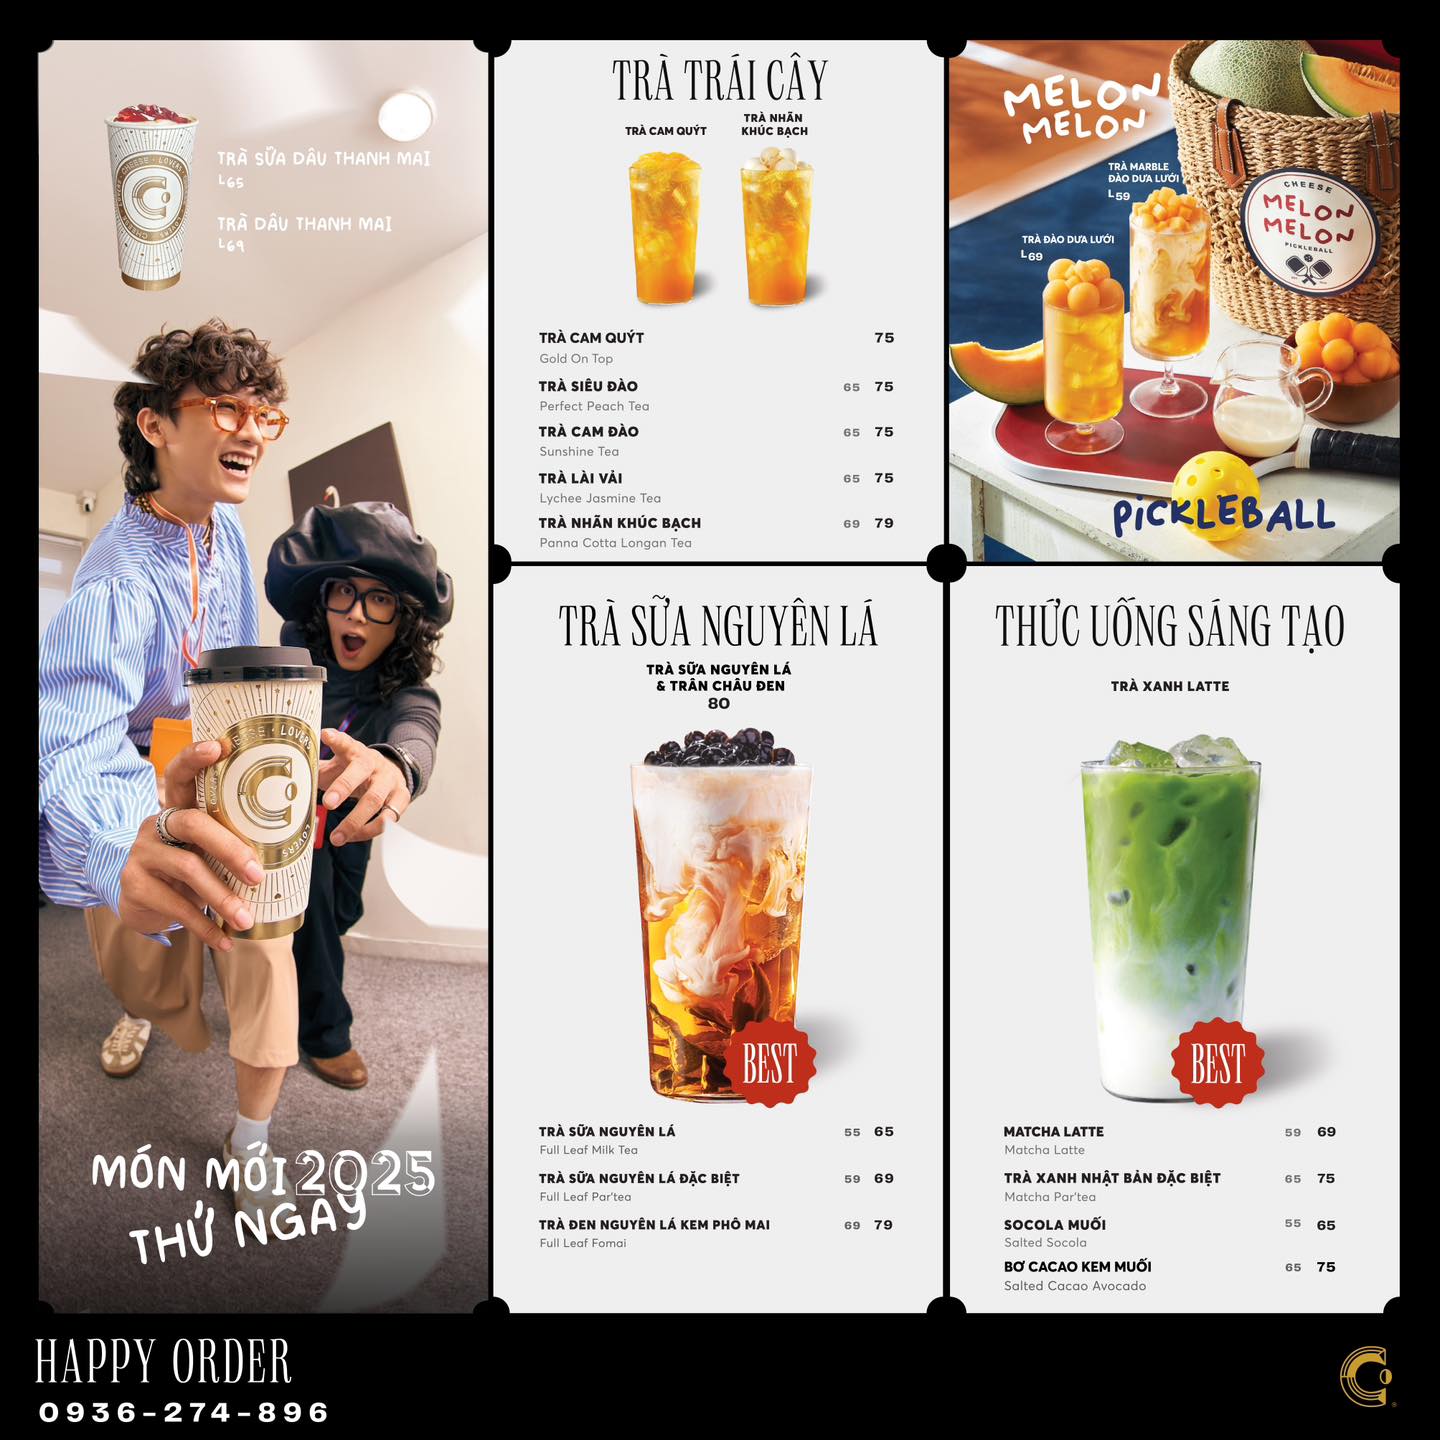 TRÀ SỮA DÂU THANH MAI
L65
TRÀ DÂU THANH MAI
L69
CHEESE · LOVERS
CHEESE · LOVERS
LOVERS
MÓN MỚI 2025
THỬ NGAY
TRÀ TRÁI CÂY
TRÀ CAM QUÝT
TRÀ NHÃN
KHÚC BẠCH
TRÀ CAM QUÝT 75
Gold On Top
TRÀ SIÊU ĐÀO 65 75
Perfect Peach Tea
TRÀ CAM ĐÀO 65 75
Sunshine Tea
TRÀ LÀI VẢI 65 75
Lychee Jasmine Tea
TRÀ NHÃN KHÚC BẠCH 69 79
Panna Cotta Longan Tea
MELON
MELON
TRÀ MARBLE
ĐÀO DƯA LƯỚI
L59
TRÀ ĐÀO DƯA LƯỚI
L69
CHEESE
MELON
MELON
PICKLEBALL
PiCKLEBALL
TRÀ SỮA NGUYÊN LÁ
TRÀ SỮA NGUYÊN LÁ
& TRÂN CHÂU ĐEN
80
BEST
TRÀ SỮA NGUYÊN LÁ 55 65
Full Leaf Milk Tea
TRÀ SỮA NGUYÊN LÁ ĐẶC BIỆT 59 69
Full Leaf Par'tea
TRÀ ĐEN NGUYÊN LÁ KEM PHÔ MAI 69 79
Full Leaf Fomai
THỨC UỐNG SÁNG TẠO
TRÀ XANH LATTE
BEST
MATCHA LATTE 59 69
Matcha Latte
TRÀ XANH NHẬT BẢN ĐẶC BIỆT 65 75
Matcha Par'tea
SOCOLA MUỐI 55 65
Salted Socola
BƠ CACAO KEM MUỐI 65 75
Salted Cacao Avocado
HAPPY ORDER
0936-274-896